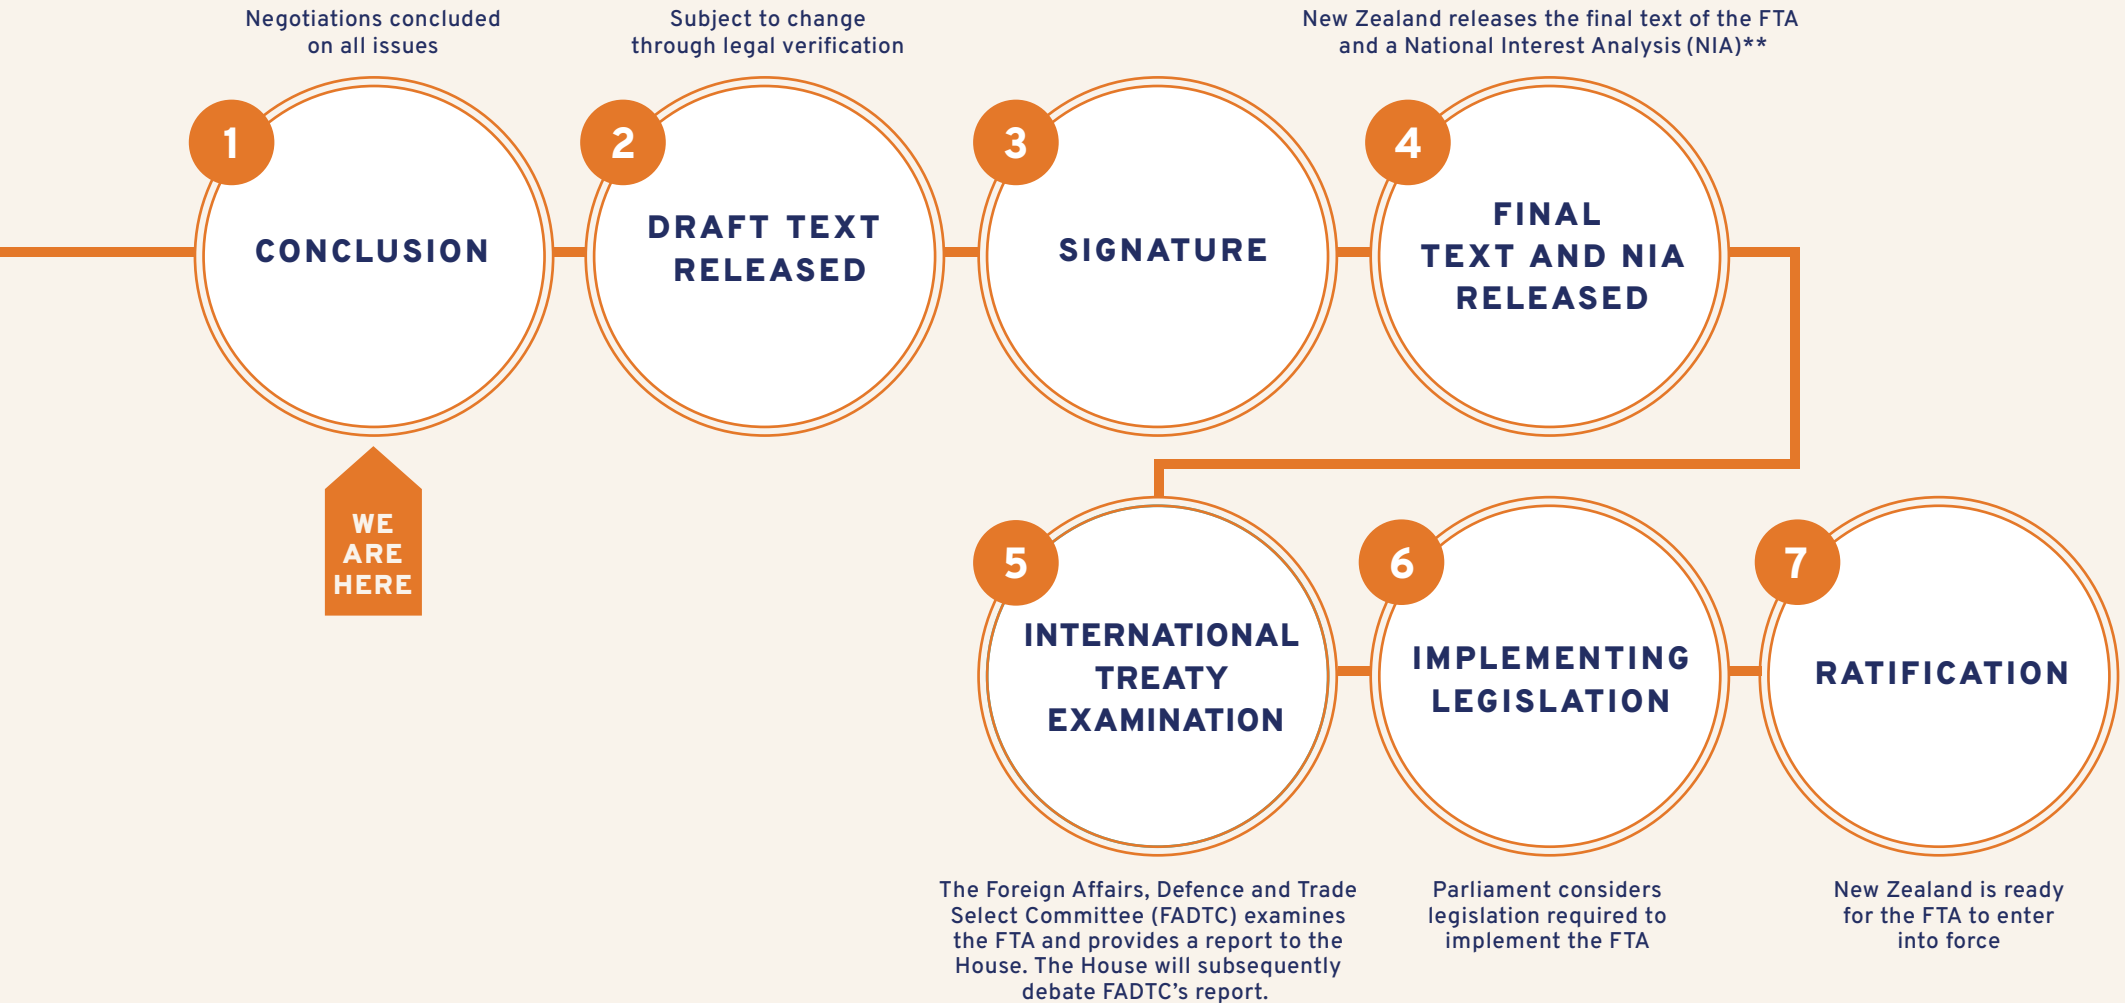 Negotiations concluded
on all issues
Subject to change
through legal verification
New Zealand releases the final text of the FTA
and a National Interest Analysis (NIA)**
1
CONCLUSION
2
DRAFT TEXT
RELEASED
3
SIGNATURE
4
FINAL
TEXT AND NIA
RELEASED
WE
ARE
HERE
5
INTERNATIONAL
TREATY
EXAMINATION
6
IMPLEMENTING
LEGISLATION
7
RATIFICATION
The Foreign Affairs, Defence and Trade
Select Committee (FADTC) examines
the FTA and provides a report to the
House. The House will subsequently
debate FADTC's report.
Parliament considers
legislation required to
implement the FTA
New Zealand is ready
for the FTA to enter
into force